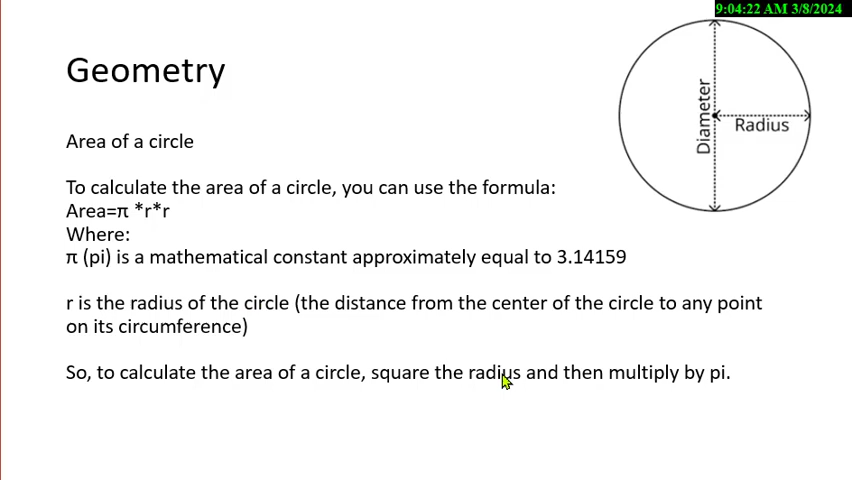 9:04:22 AM 3/8/2024
Geometry
Diameter
Radius
Area of a circle
To calculate the area of a circle, you can use the formula:
Area=π *r*r
Where:
π (pi) is a mathematical constant approximately equal to 3.14159
r is the radius of the circle (the distance from the center of the circle to any point
on its circumference)
So, to calculate the area of a circle, square the radius and then multiply by pi.